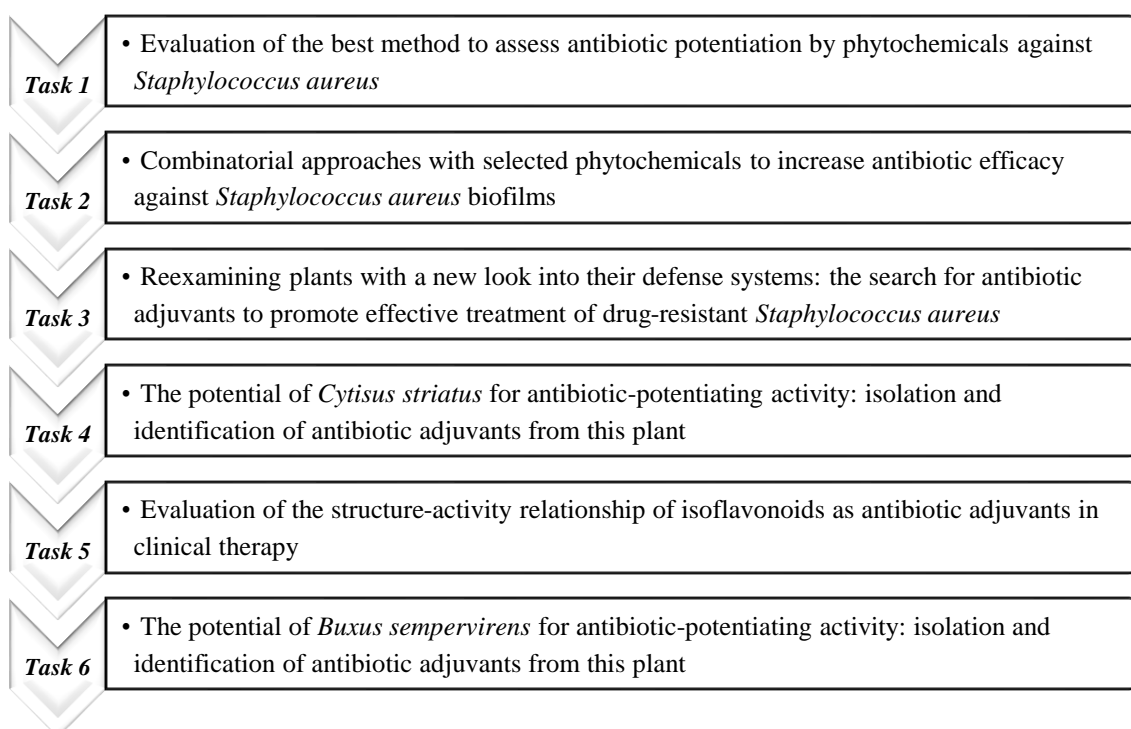 Task 1
• Evaluation of the best method to assess antibiotic potentiation by phytochemicals against
Staphylococcus aureus
Task 2
• Combinatorial approaches with selected phytochemicals to increase antibiotic efficacy
against Staphylococcus aureus biofilms
Task 3
• Reexamining plants with a new look into their defense systems: the search for antibiotic
adjuvants to promote effective treatment of drug-resistant Staphylococcus aureus
Task 4
• The potential of Cytisus striatus for antibiotic-potentiating activity: isolation and
identification of antibiotic adjuvants from this plant
Task 5
• Evaluation of the structure-activity relationship of isoflavonoids as antibiotic adjuvants in
clinical therapy
Task 6
• The potential of Buxus sempervirens for antibiotic-potentiating activity: isolation and
identification of antibiotic adjuvants from this plant